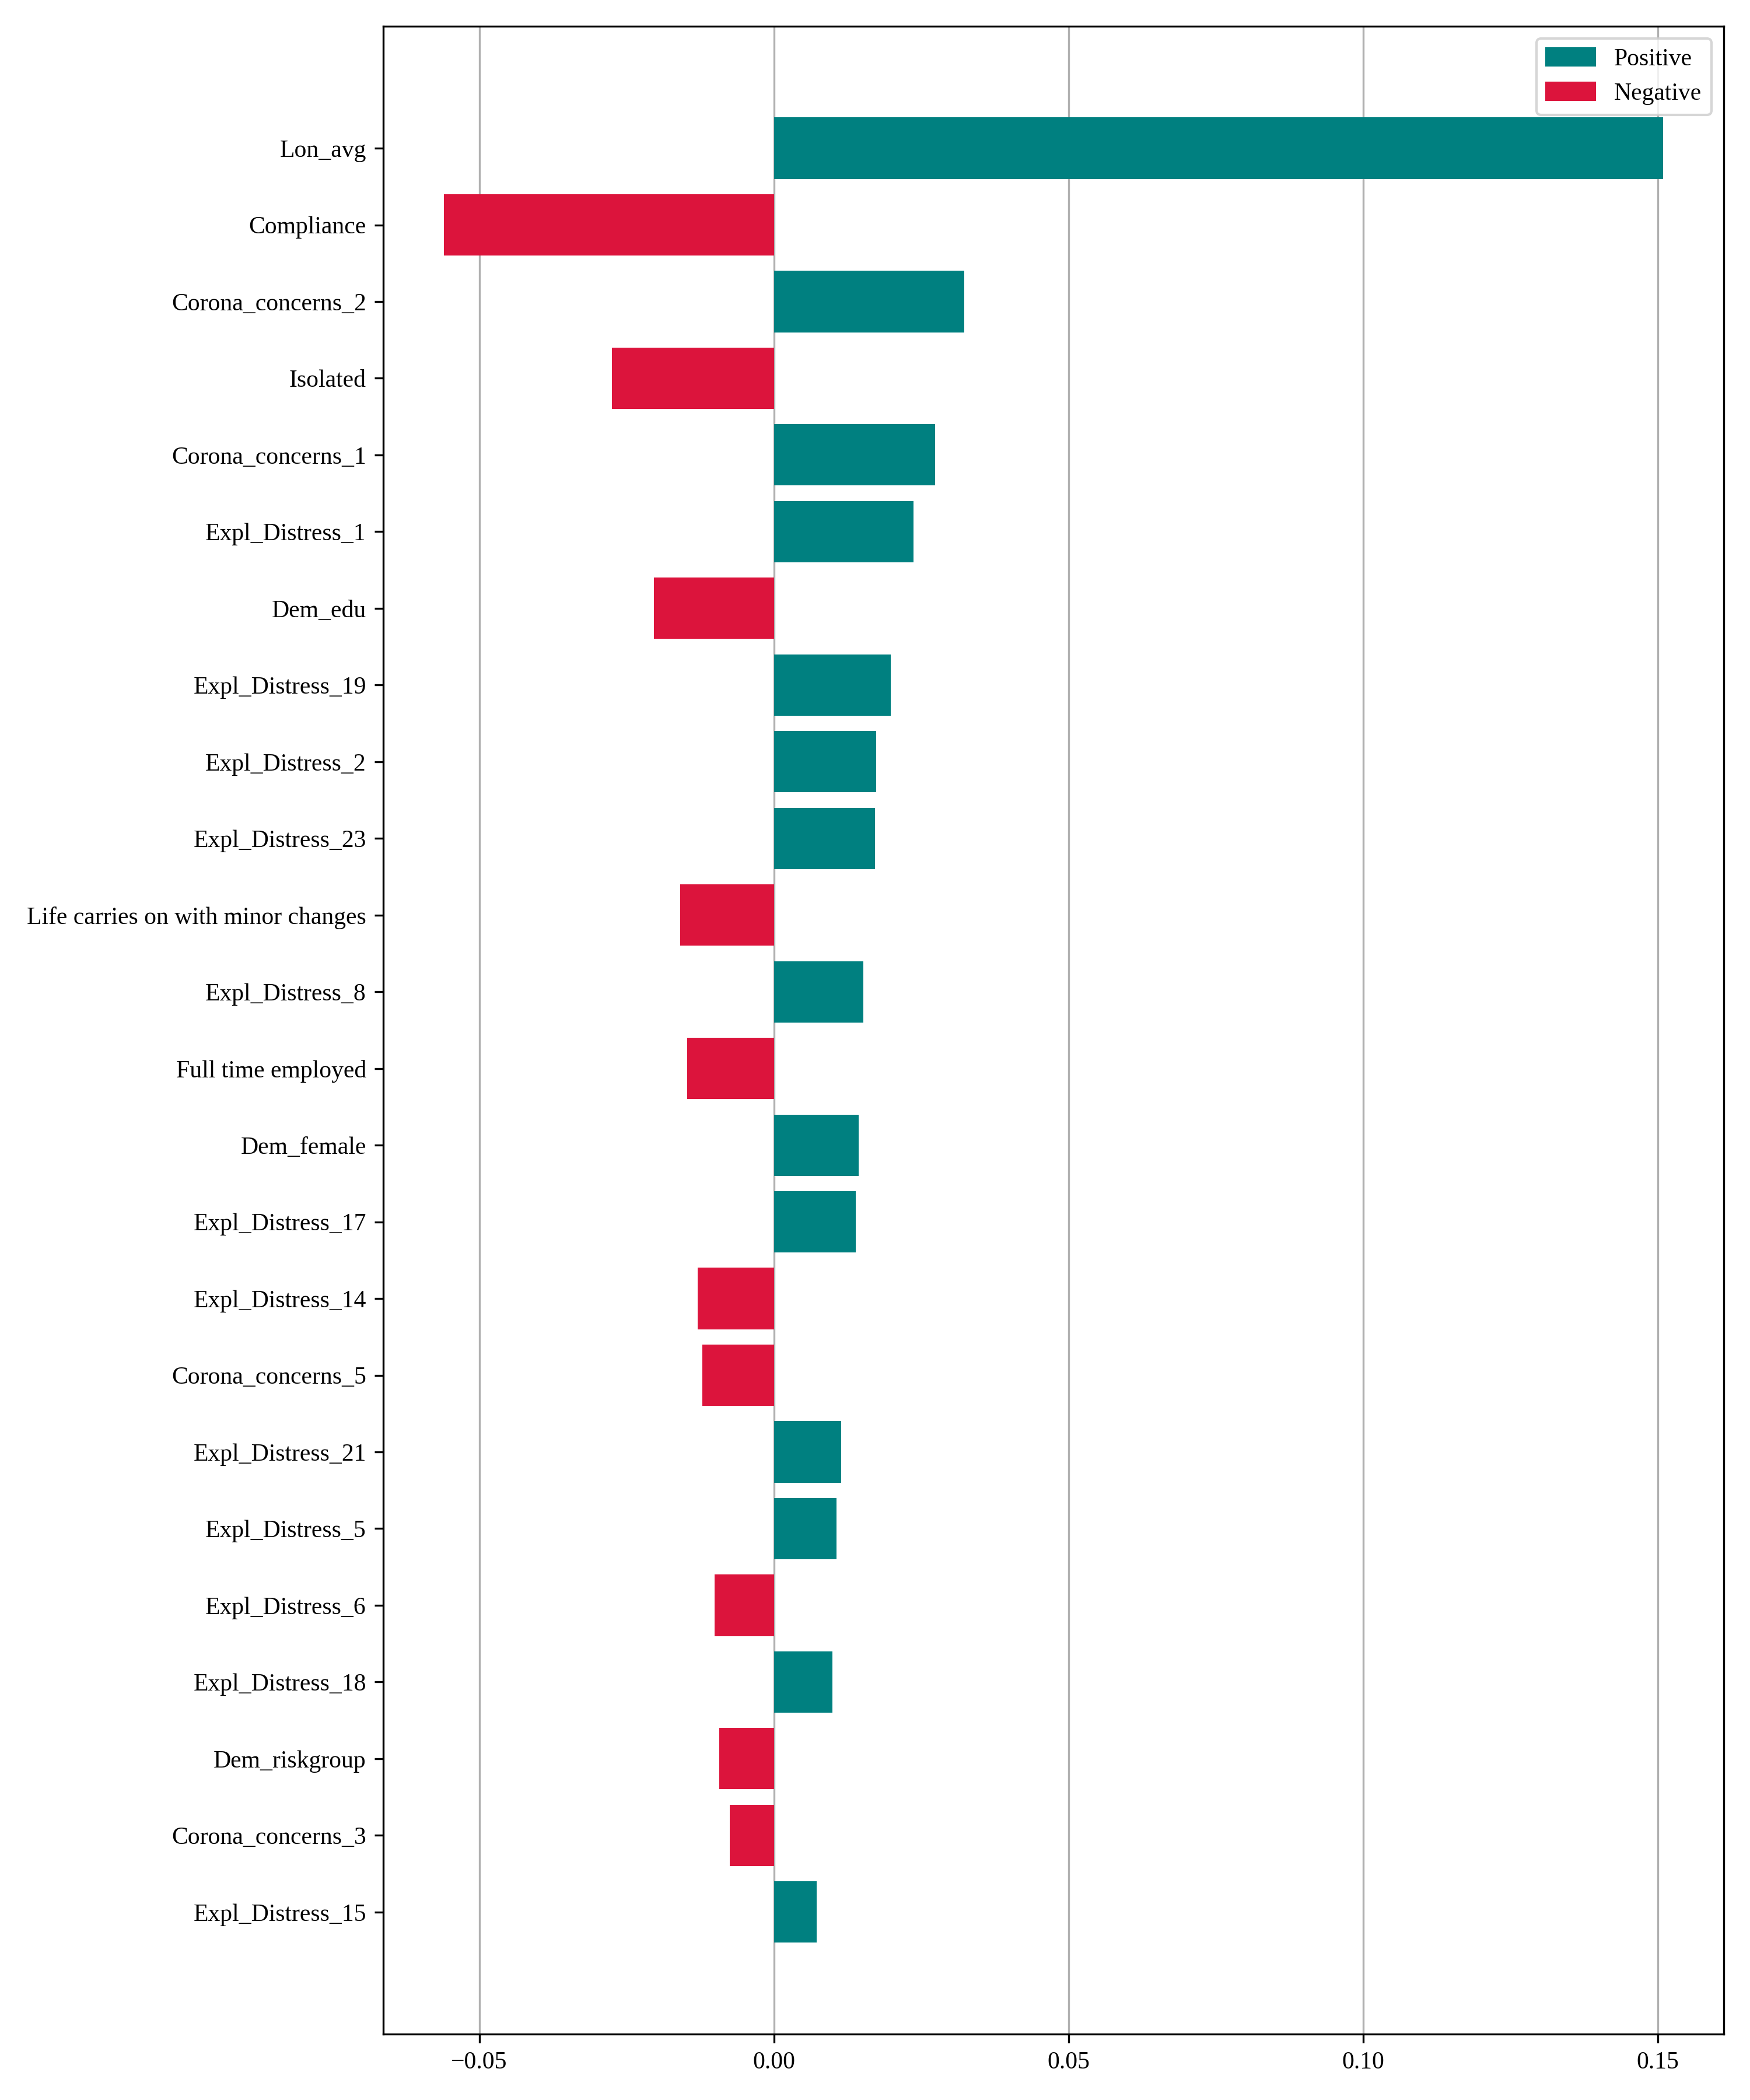 Positive
Negative
Lon_avg
Compliance
Corona_concerns_2
Isolated
Corona_concerns_1
Expl_Distress_1
Dem_edu
Expl_Distress_19
Expl_Distress_2
Expl_Distress_23
Life carries on with minor changes
Expl_Distress_8
Full time employed
Dem_female
Expl_Distress_17
Expl_Distress_14
Corona_concerns_5
Expl_Distress_21
Expl_Distress_5
Expl_Distress_6
Expl_Distress_18
Dem_riskgroup
Corona_concerns_3
Expl_Distress_15
−0.05 0.00 0.05 0.10 0.15